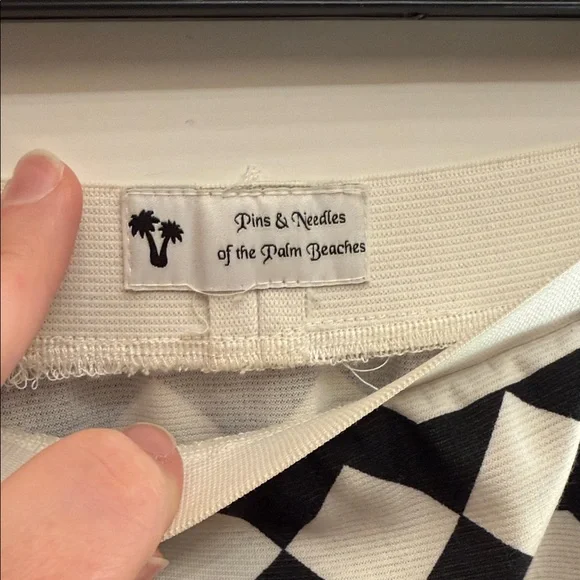 Pins & Needles
of the Palm Beaches